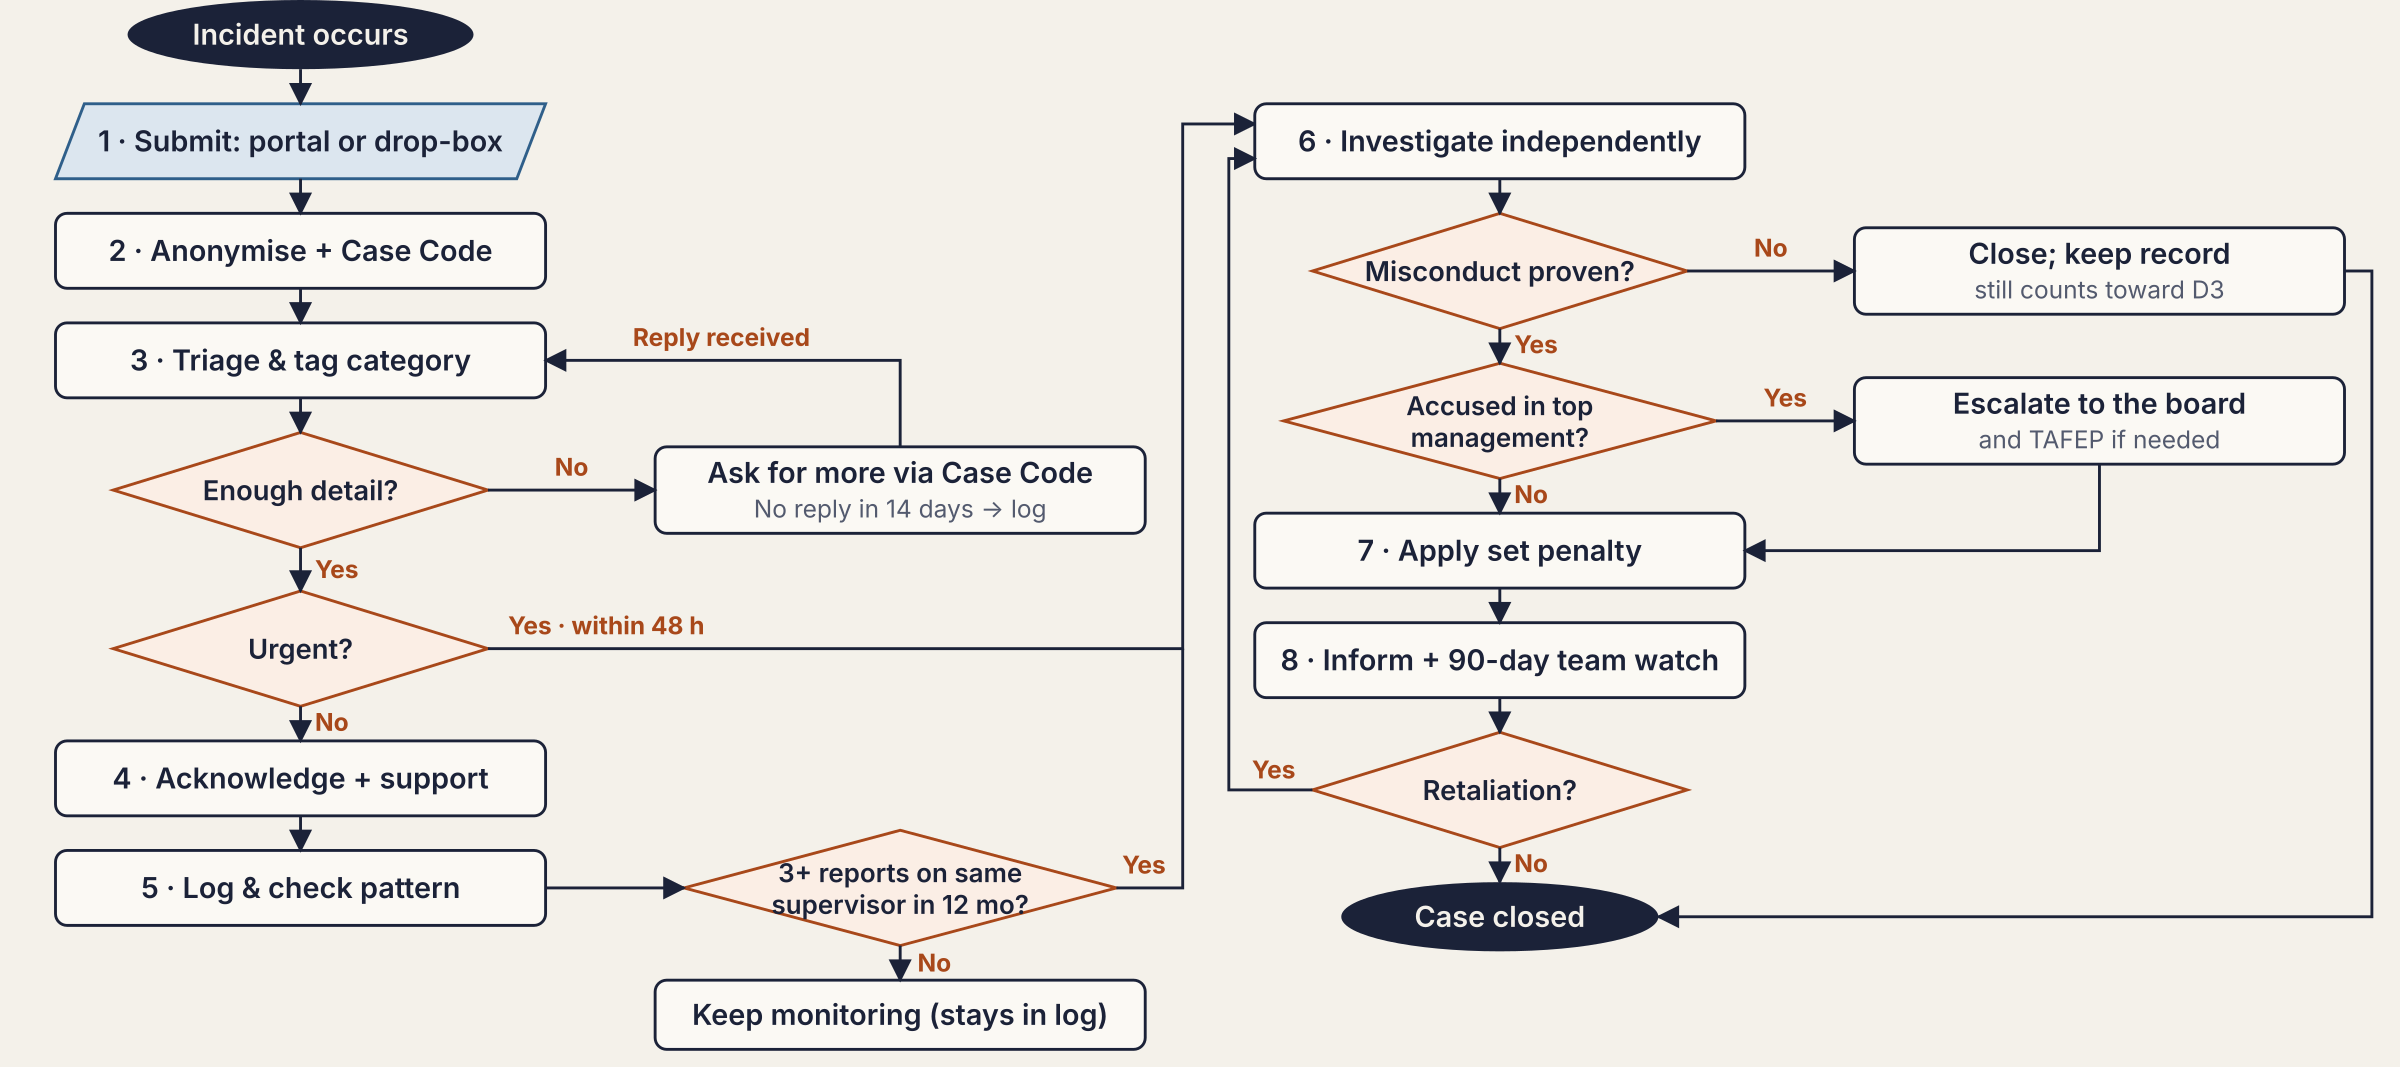 Incident occurs
1 · Submit: portal or drop-box
2 · Anonymise + Case Code
3 · Triage & tag category
Reply received
Enough detail?
No
Ask for more via Case Code
No reply in 14 days → log
Yes
Urgent?
Yes · within 48 h
No
4 · Acknowledge + support
5 · Log & check pattern
3+ reports on same
supervisor in 12 mo?
Yes
No
Keep monitoring (stays in log)
6 · Investigate independently
Misconduct proven?
No
Close; keep record
still counts toward D3
Yes
Accused in top
management?
Yes
Escalate to the board
and TAFEP if needed
No
7 · Apply set penalty
8 · Inform + 90-day team watch
Retaliation?
Yes
No
Case closed